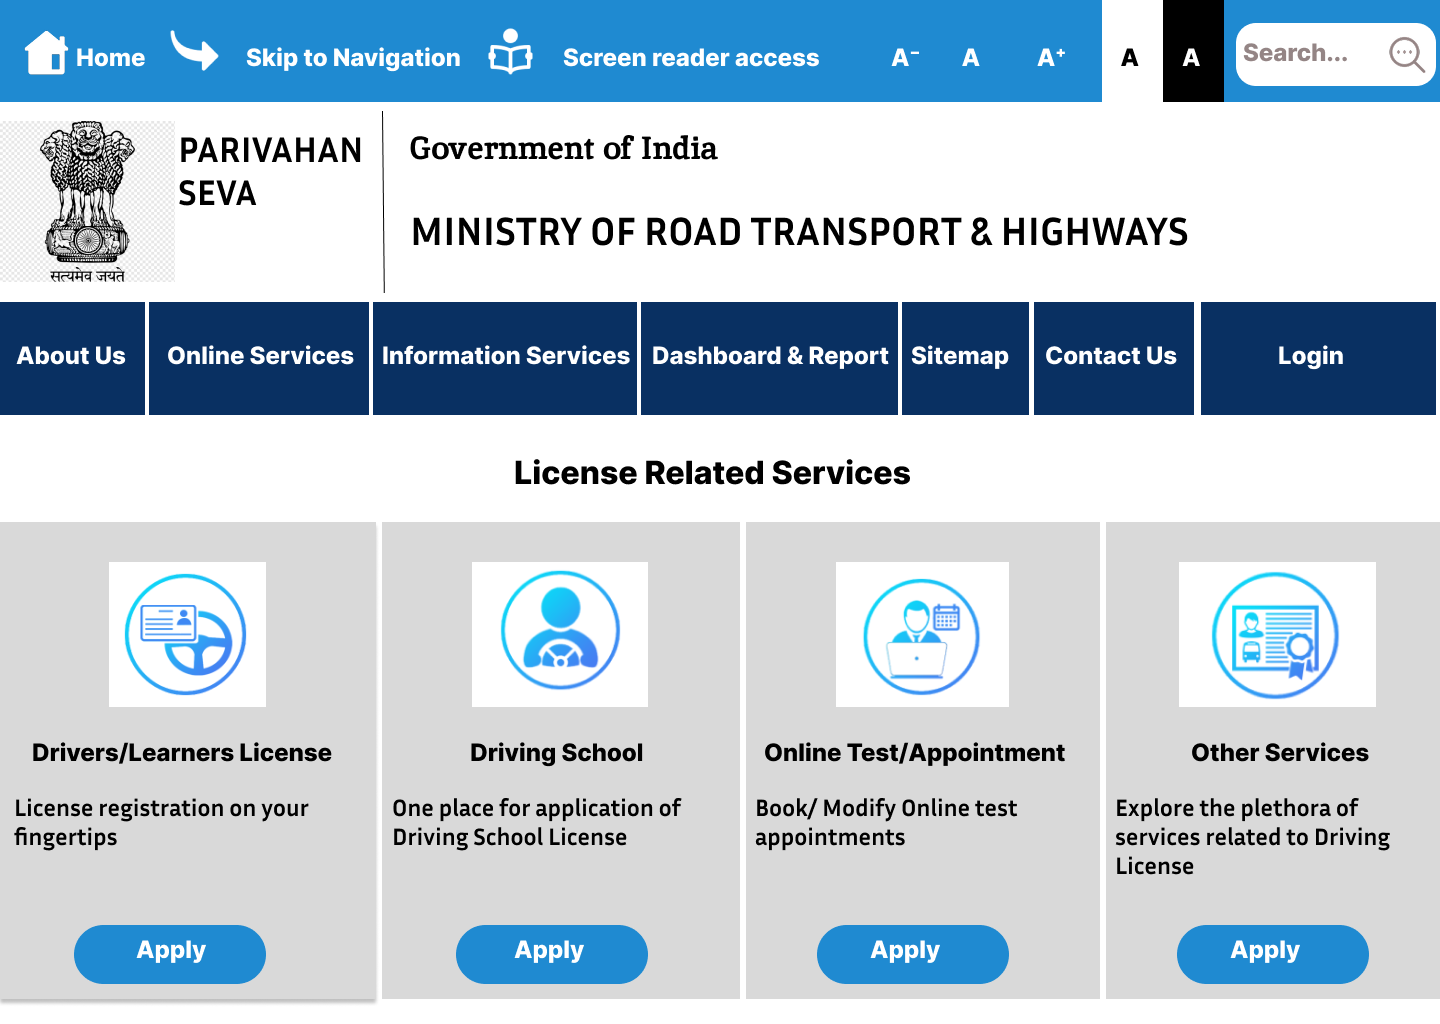 Home
Skip to Navigation
Screen reader access
A⁻
A
A⁺
A
A
Search...
PARIVAHAN
SEVA
सत्यमेव जयते
Government of India
MINISTRY OF ROAD TRANSPORT & HIGHWAYS
About Us
Online Services
Information Services
Dashboard & Report
Sitemap
Contact Us
Login
License Related Services
Drivers/Learners License
License registration on your
fingertips
Apply
Driving School
One place for application of
Driving School License
Apply
Online Test/Appointment
Book/ Modify Online test
appointments
Apply
Other Services
Explore the plethora of
services related to Driving
License
Apply